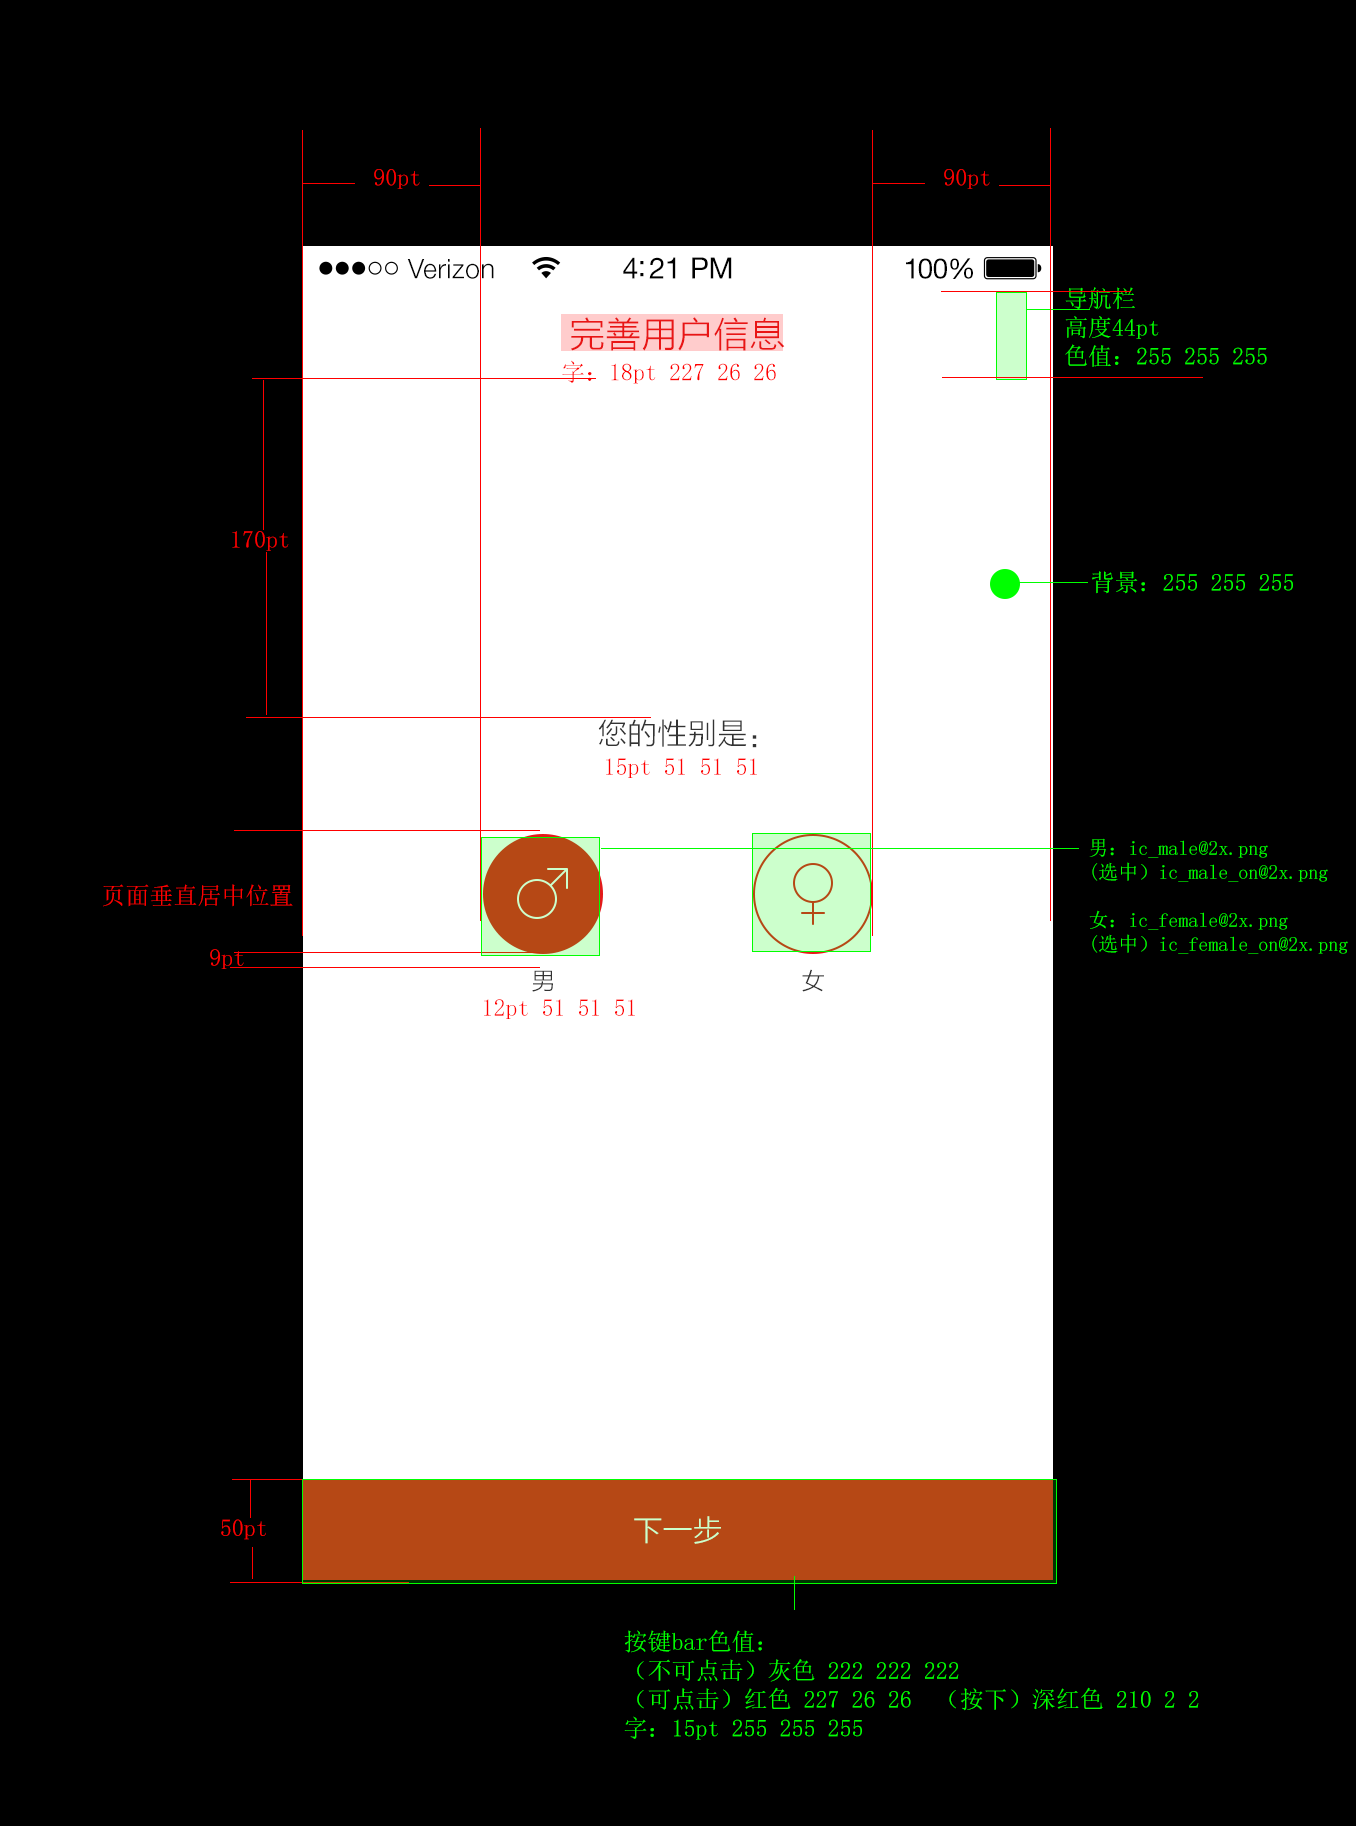 90pt
90pt
Verizon
4:21 PM
100%
导航栏
高度44pt
色值：255 255 255
完善用户信息
字：18pt 227 26 26
170pt
背景：255 255 255
您的性别是：
15pt 51 51 51
男：ic_male@2x.png
(选中）ic_male_on@2x.png
女：ic_female@2x.png
(选中）ic_female_on@2x.png
页面垂直居中位置
9pt
男
女
12pt 51 51 51
下一步
50pt
按键bar色值：
（不可点击）灰色 222 222 222
（可点击）红色 227 26 26 （按下）深红色 210 2 2
字：15pt 255 255 255